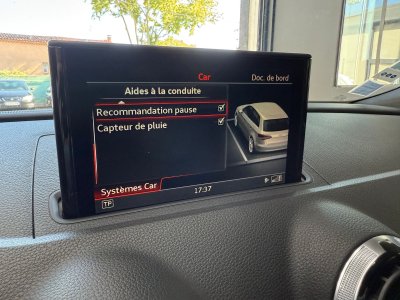 Car
Doc. de bord
Aides à la conduite
Recommandation pause
Capteur de pluie
Systèmes Car
17:37
TP